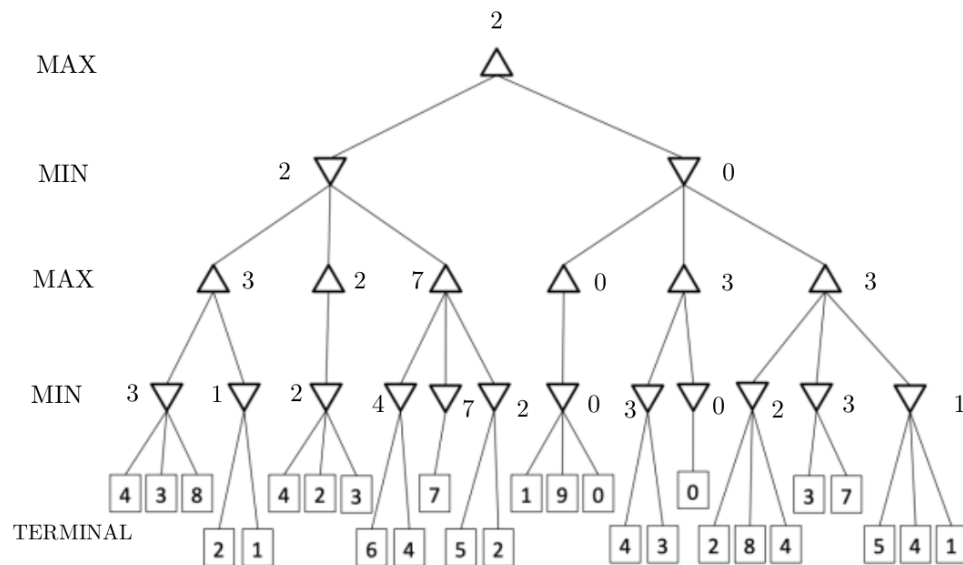 2
MAX
MIN 2 0
MAX 3 2 7 0 3 3
MIN 3 1 2 4 7 2 0 3 0 2 3 1
4 3 8 4 2 3 7 1 9 0 0 3 7
TERMINAL 2 1 6 4 5 2 4 3 2 8 4 5 4 1